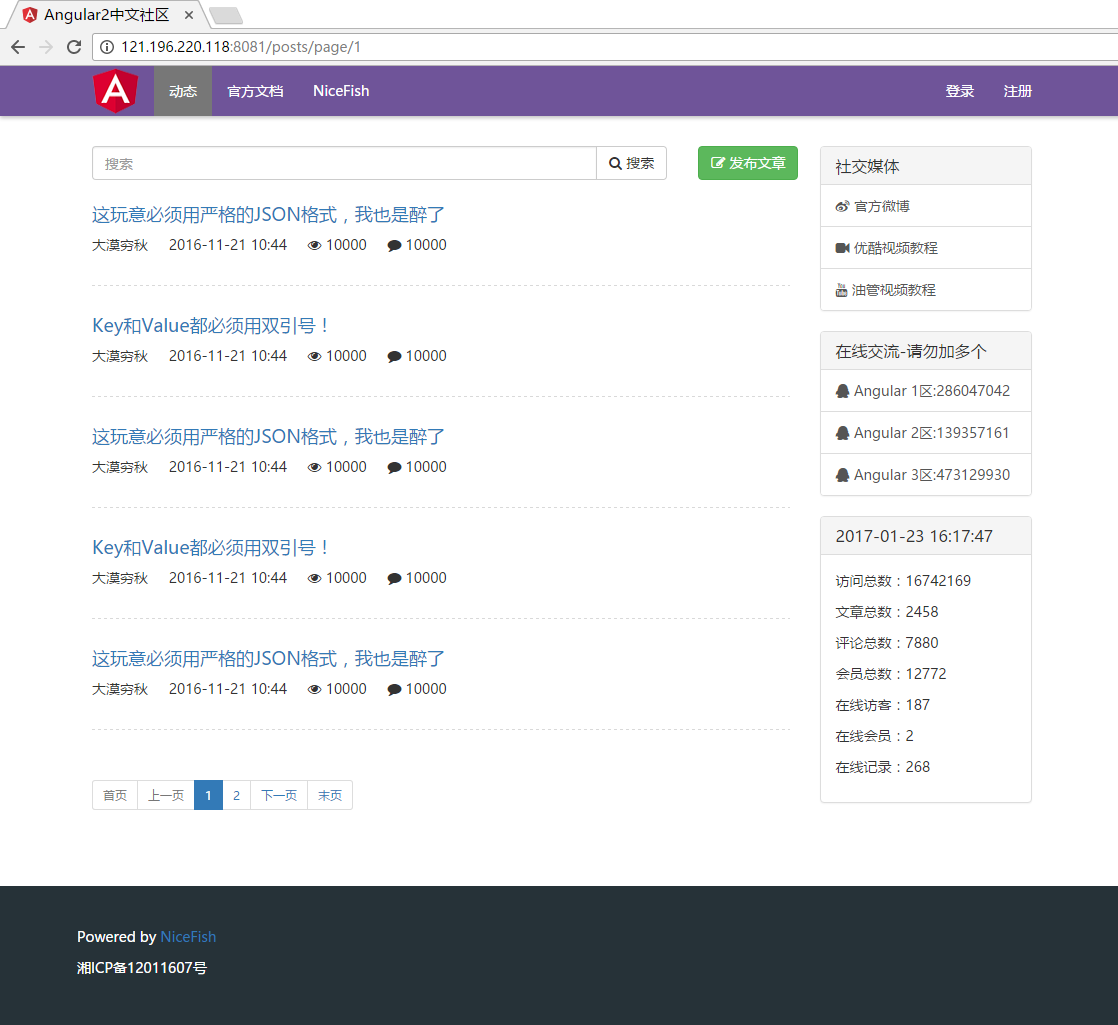 Angular2中文社区
121.196.220.118:8081/posts/page/1
动态 官方文档 NiceFish 登录 注册
搜索 搜索 发布文章
这玩意必须用严格的JSON格式，我也是醉了
大漠穷秋 2016-11-21 10:44 10000 10000
Key和Value都必须用双引号！
大漠穷秋 2016-11-21 10:44 10000 10000
这玩意必须用严格的JSON格式，我也是醉了
大漠穷秋 2016-11-21 10:44 10000 10000
Key和Value都必须用双引号！
大漠穷秋 2016-11-21 10:44 10000 10000
这玩意必须用严格的JSON格式，我也是醉了
大漠穷秋 2016-11-21 10:44 10000 10000
首页 上一页 1 2 下一页 末页
社交媒体
官方微博
优酷视频教程
油管视频教程
在线交流-请勿加多个
Angular 1区:286047042
Angular 2区:139357161
Angular 3区:473129930
2017-01-23 16:17:47
访问总数：16742169
文章总数：2458
评论总数：7880
会员总数：12772
在线访客：187
在线会员：2
在线记录：268
Powered by NiceFish
湘ICP备12011607号